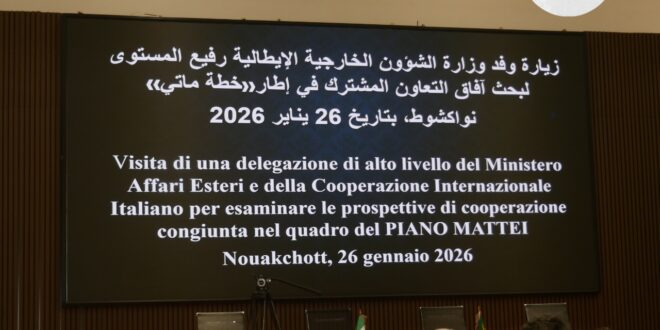 زيارة وفد وزارة الشؤون الخارجية الإيطالية رفيع المستوى
لبحث آفاق التعاون المشترك في إطار«خطة ماتي»
نواكشوط، بتاريخ 26 يناير 2026
Visita di una delegazione di alto livello del Ministero
Affari Esteri e della Cooperazione Internazionale
Italiano per esaminare le prospettive di cooperazione
congiunta nel quadro del PIANO MATTEI
Nouakchott, 26 gennaio 2026